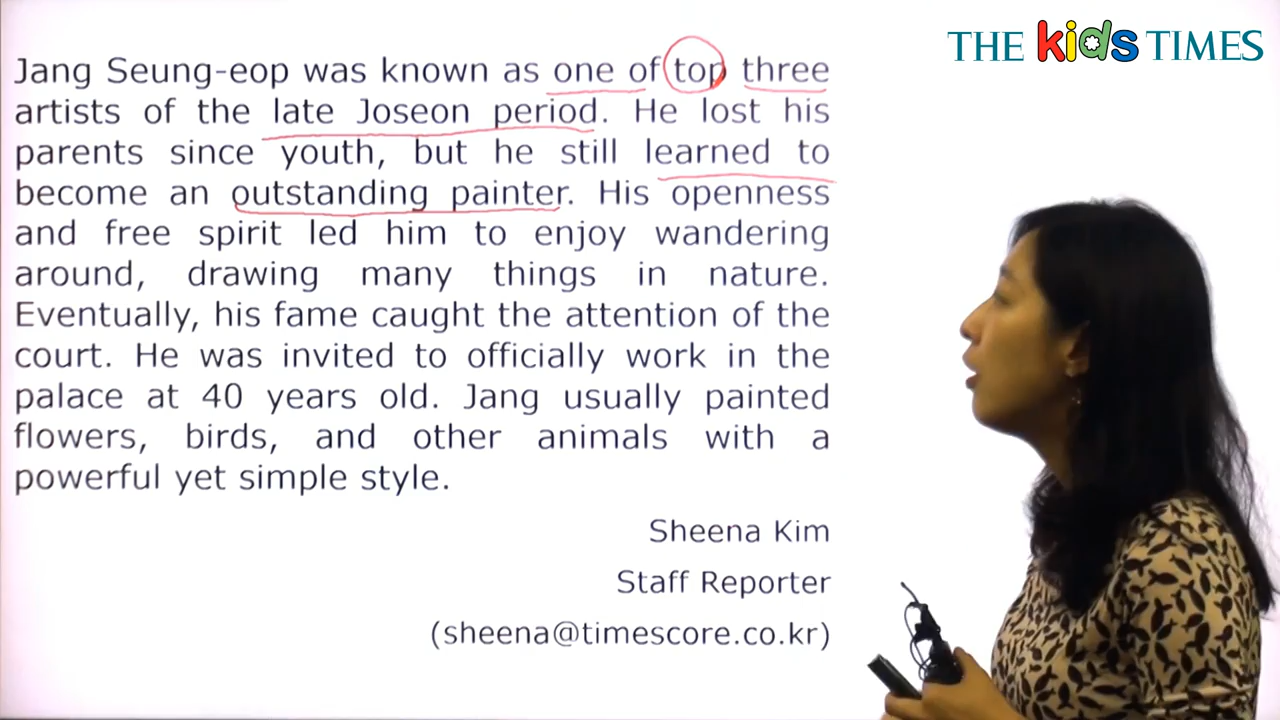 THE kids TIMES
Jang Seung-eop was known as one of top three
artists of the late Joseon period. He lost his
parents since youth, but he still learned to
become an outstanding painter. His openness
and free spirit led him to enjoy wandering
around, drawing many things in nature.
Eventually, his fame caught the attention of the
court. He was invited to officially work in the
palace at 40 years old. Jang usually painted
flowers, birds, and other animals with a
powerful yet simple style.
Sheena Kim
Staff Reporter
(sheena@timescore.co.kr)